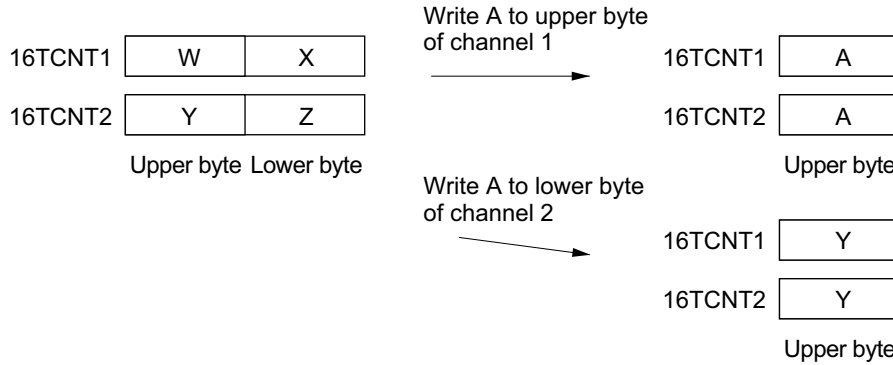 Write A to upper byte
of channel 1
16TCNT1 W X 16TCNT1 A
16TCNT2 Y Z 16TCNT2 A
Upper byte Lower byte Upper byte
Write A to lower byte
of channel 2
16TCNT1 Y
16TCNT2 Y
Upper byte